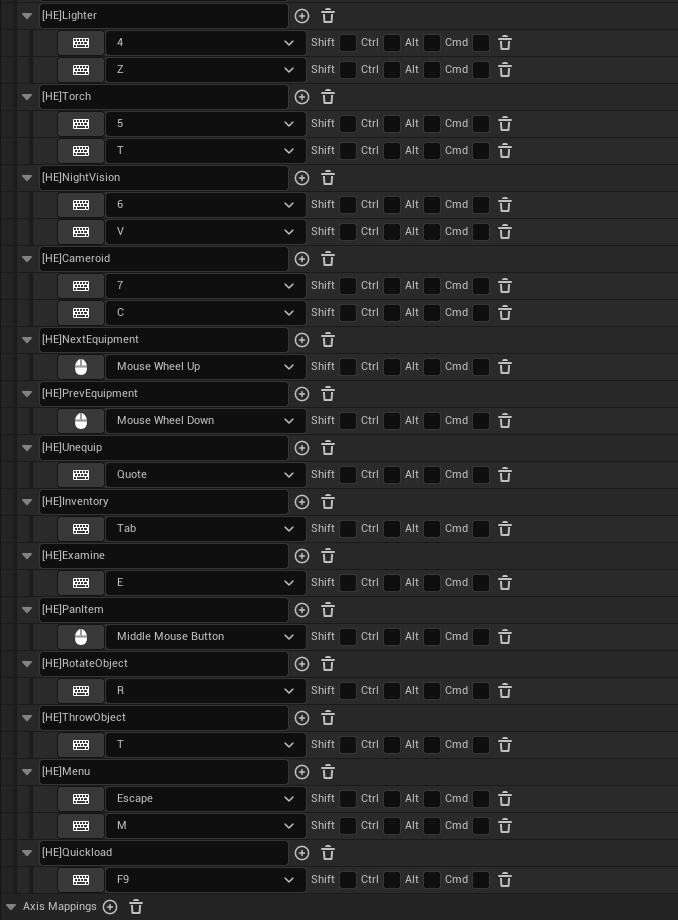 [HE]Lighter
4 Shift Ctrl Alt Cmd
Z Shift Ctrl Alt Cmd
[HE]Torch
5 Shift Ctrl Alt Cmd
T Shift Ctrl Alt Cmd
[HE]NightVision
6 Shift Ctrl Alt Cmd
V Shift Ctrl Alt Cmd
[HE]Cameroid
7 Shift Ctrl Alt Cmd
C Shift Ctrl Alt Cmd
[HE]NextEquipment
Mouse Wheel Up Shift Ctrl Alt Cmd
[HE]PrevEquipment
Mouse Wheel Down Shift Ctrl Alt Cmd
[HE]Unequip
Quote Shift Ctrl Alt Cmd
[HE]Inventory
Tab Shift Ctrl Alt Cmd
[HE]Examine
E Shift Ctrl Alt Cmd
[HE]PanItem
Middle Mouse Button Shift Ctrl Alt Cmd
[HE]RotateObject
R Shift Ctrl Alt Cmd
[HE]ThrowObject
T Shift Ctrl Alt Cmd
[HE]Menu
Escape Shift Ctrl Alt Cmd
M Shift Ctrl Alt Cmd
[HE]Quickload
F9 Shift Ctrl Alt Cmd
Axis Mappings